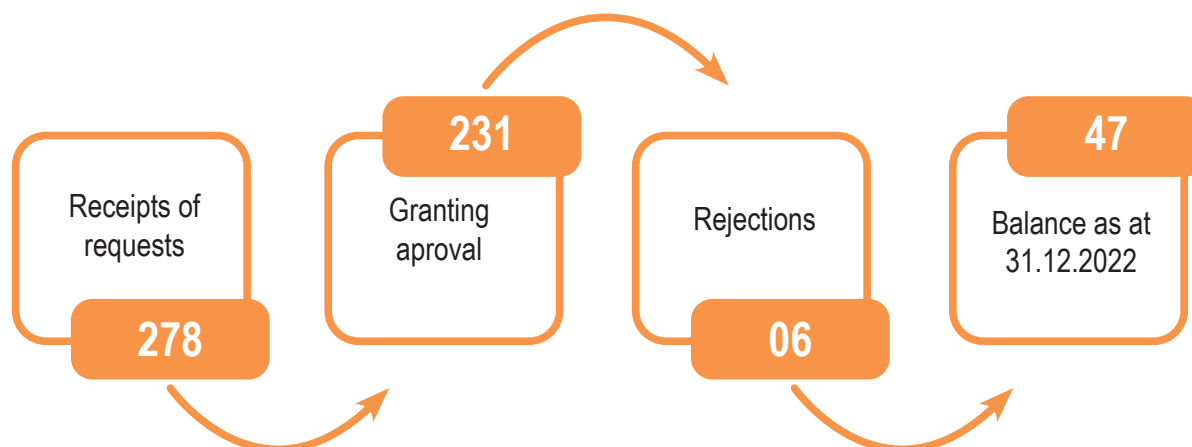 Receipts of
requests
278
231
Granting
aproval
Rejections
06
47
Balance as at
31.12.2022